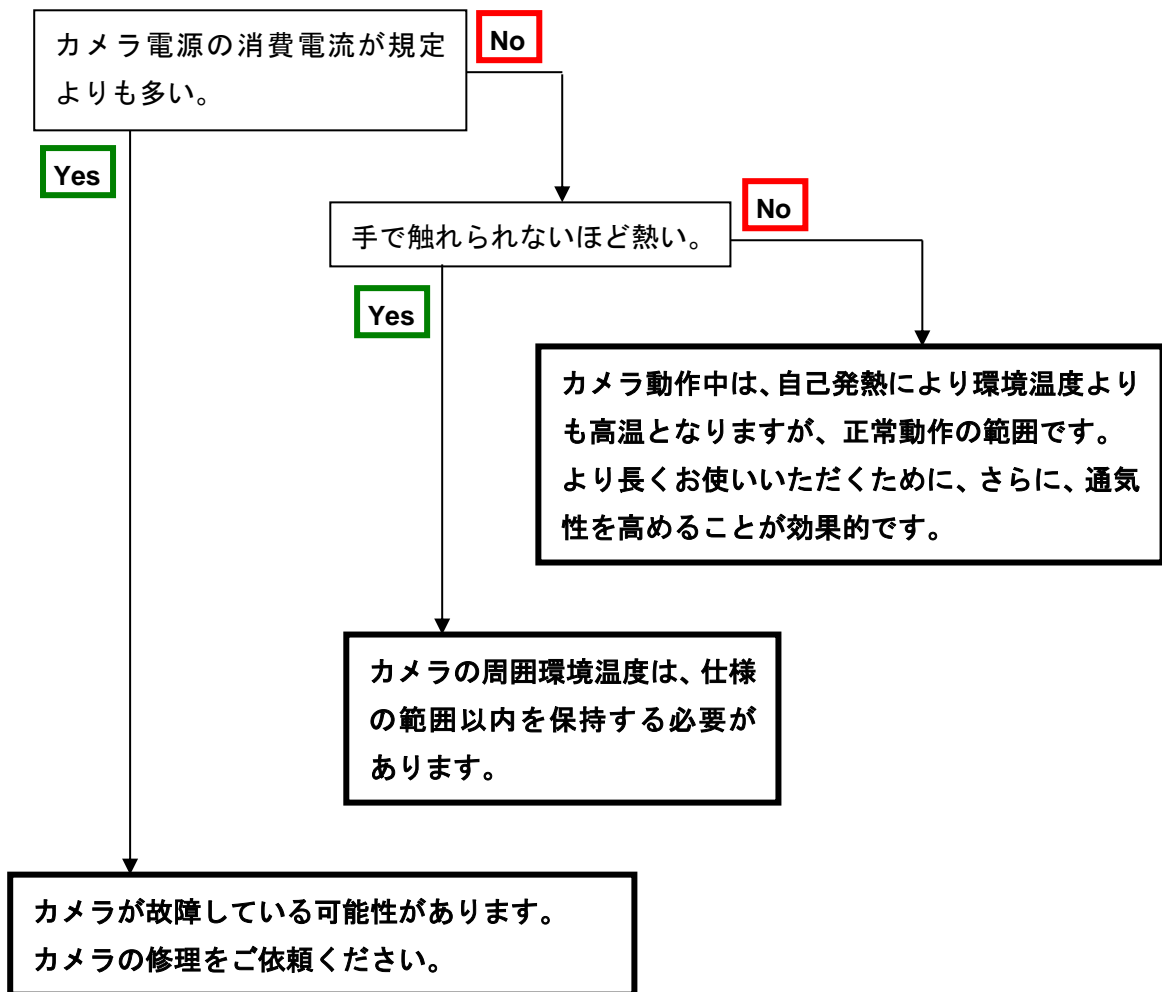 カメラ電源の消費電流が規定
よりも多い。
No
Yes
手で触れられないほど熱い。
No
Yes
カメラ動作中は、自己発熱により環境温度より
も高温となりますが、正常動作の範囲です。
より長くお使いいただくために、さらに、通気
性を高めることが効果的です。
カメラの周囲環境温度は、仕様
の範囲以内を保持する必要が
あります。
カメラが故障している可能性があります。
カメラの修理をご依頼ください。